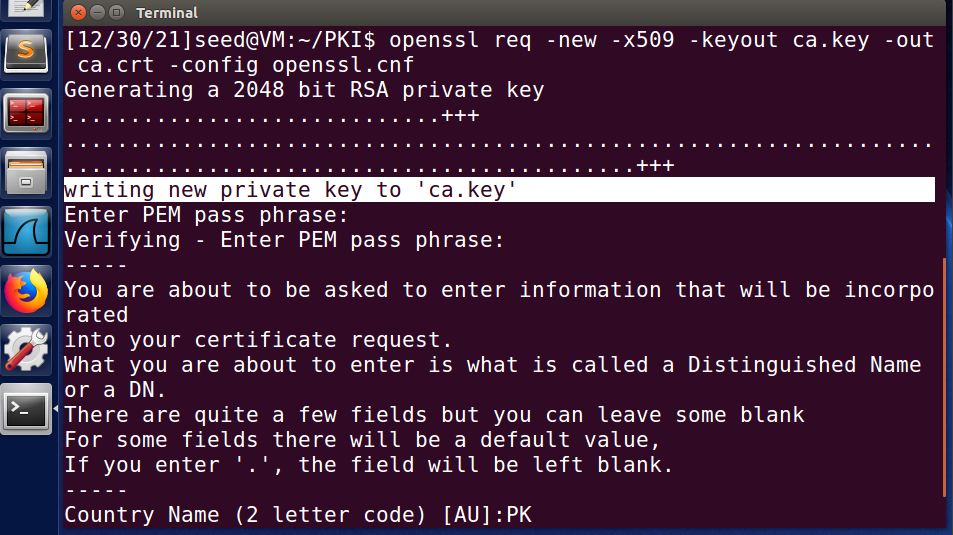 Terminal
[12/30/21]seed@VM:~/PKI$ openssl req -new -x509 -keyout ca.key -out
ca.crt -config openssl.cnf
Generating a 2048 bit RSA private key
.............................+++
...................................................................
............................................+++
writing new private key to 'ca.key'
Enter PEM pass phrase:
Verifying - Enter PEM pass phrase:
-----
You are about to be asked to enter information that will be incorpo
rated
into your certificate request.
What you are about to enter is what is called a Distinguished Name
or a DN.
There are quite a few fields but you can leave some blank
For some fields there will be a default value,
If you enter '.', the field will be left blank.
-----
Country Name (2 letter code) [AU]:PK